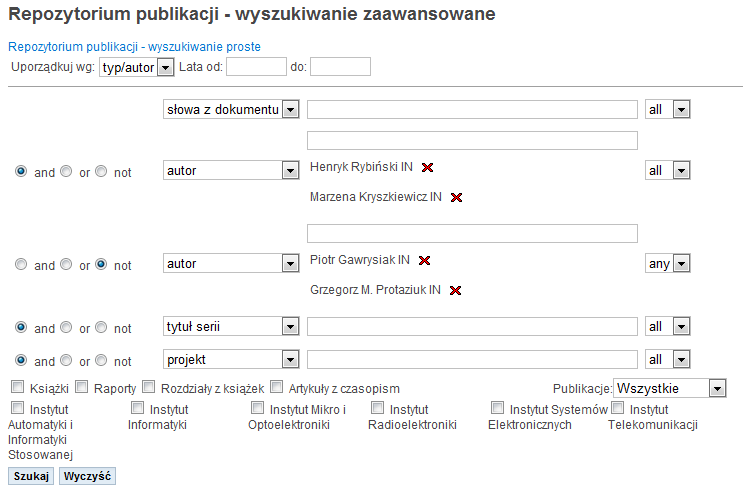 Repozytorium publikacji - wyszukiwanie zaawansowane
Repozytorium publikacji - wyszukiwanie proste
Uporządkuj wg: typ/autor Lata od: do:
słowa z dokumentu all
and or not autor Henryk Rybiński IN all
Marzena Kryszkiewicz IN
and or not autor Piotr Gawrysiak IN any
Grzegorz M. Protaziuk IN
and or not tytuł serii all
and or not projekt all
Książki Raporty Rozdziały z książek Artykuły z czasopism Publikacje: Wszystkie
Instytut Automatyki i Informatyki Stosowanej
Instytut Informatyki
Instytut Mikro i Optoelektroniki
Instytut Radioelektroniki
Instytut Systemów Elektronicznych
Instytut Telekomunikacji
Szukaj Wyczyść